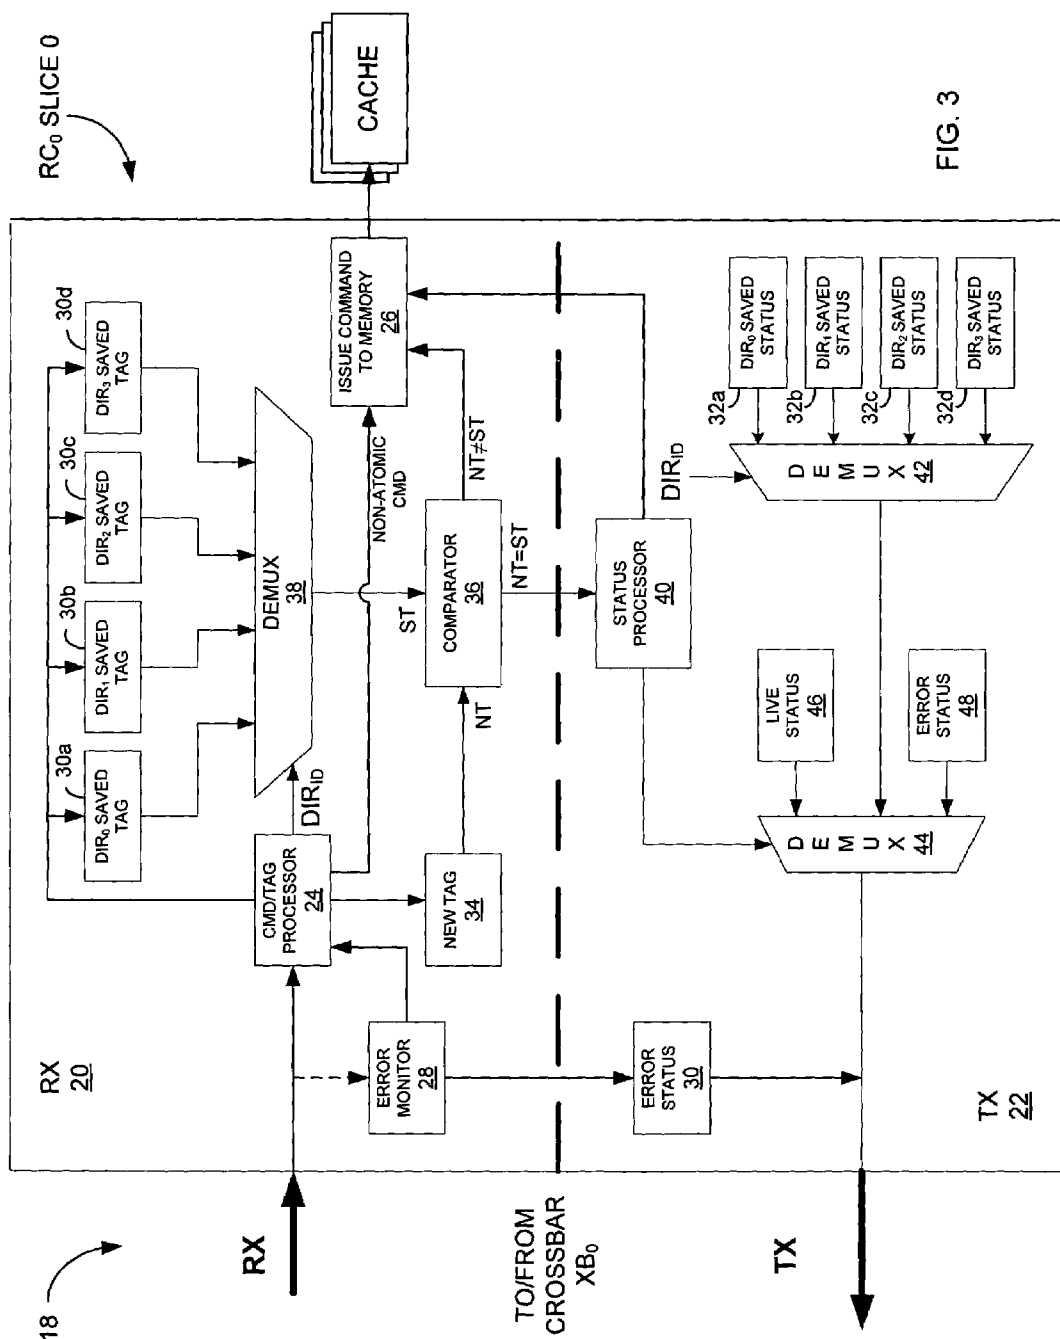 18
RC₀ SLICE 0
RX
20
30a
DIR₀ SAVED
TAG
30b
DIR₁ SAVED
TAG
30c
DIR₂ SAVED
TAG
30d
DIR₃ SAVED
TAG
CACHE
RX
CMD/TAG
PROCESSOR
24
DIR_ID
DEMUX
38
NON-ATOMIC
CMD
ISSUE COMMAND
TO MEMORY
26
ERROR
MONITOR
28
NEW TAG
34
NT
ST
COMPARATOR
36
NT≠ST
NT=ST
TO/FROM
CROSSBAR
XB₀
ERROR
STATUS
30
STATUS
PROCESSOR
40
DIR_ID
LIVE
STATUS
46
ERROR
STATUS
48
DEMUX
42
32a
DIR₀ SAVED
STATUS
32b
DIR₁ SAVED
STATUS
32c
DIR₂ SAVED
STATUS
32d
DIR₃ SAVED
STATUS
TX
DEMUX
44
TX
22
FIG. 3